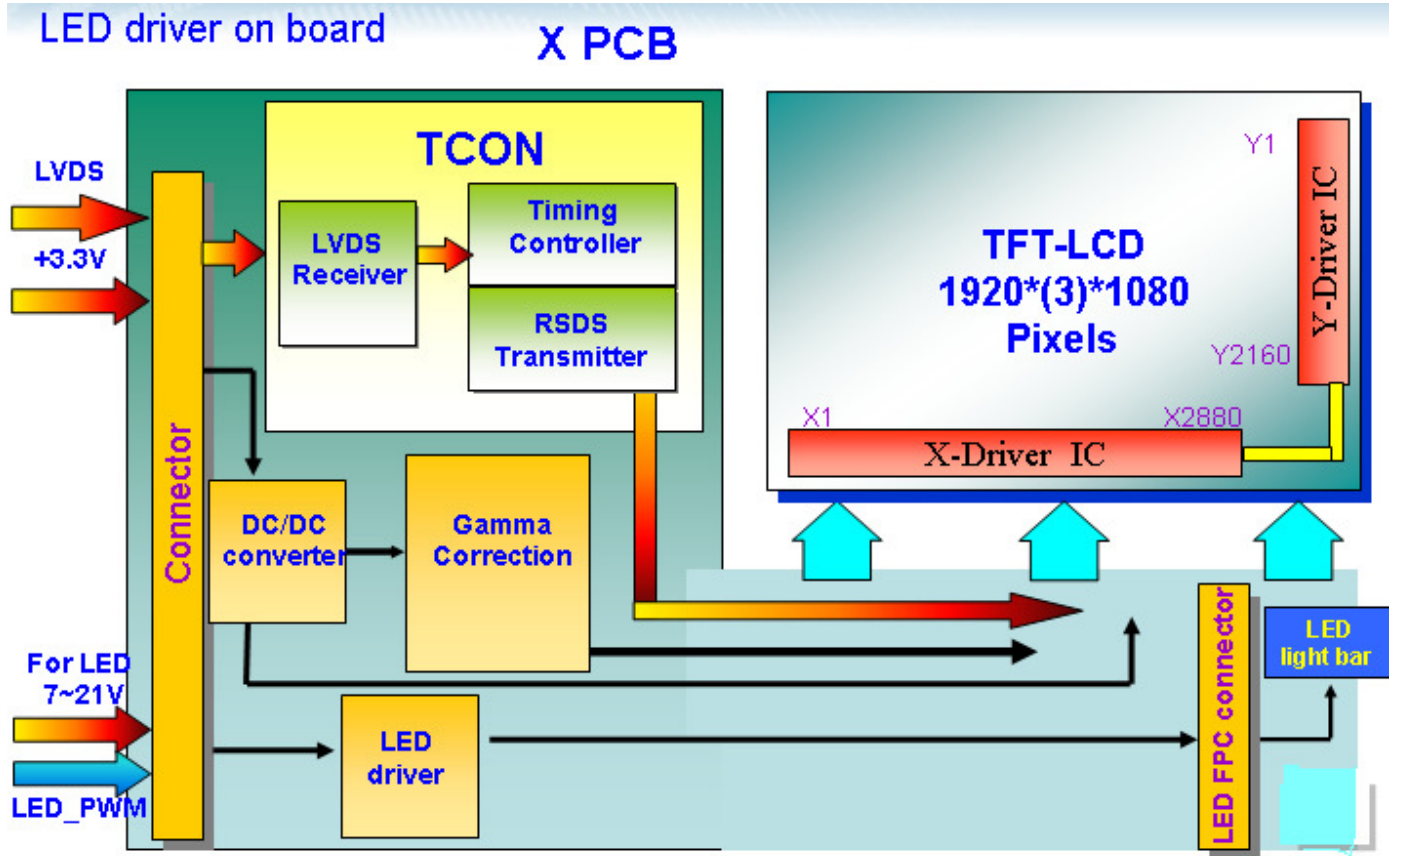 LED driver on board
X PCB
TCON
LVDS
+3.3V
LVDS
Receiver
Timing
Controller
RSDS
Transmitter
Connector
DC/DC
converter
Gamma
Correction
For LED
7~21V
LED_PWM
LED
driver
TFT-LCD
1920*(3)*1080
Pixels
Y1
Y-Driver IC
Y2160
X1
X2880
X-Driver IC
LED FPC connector
LED
light bar